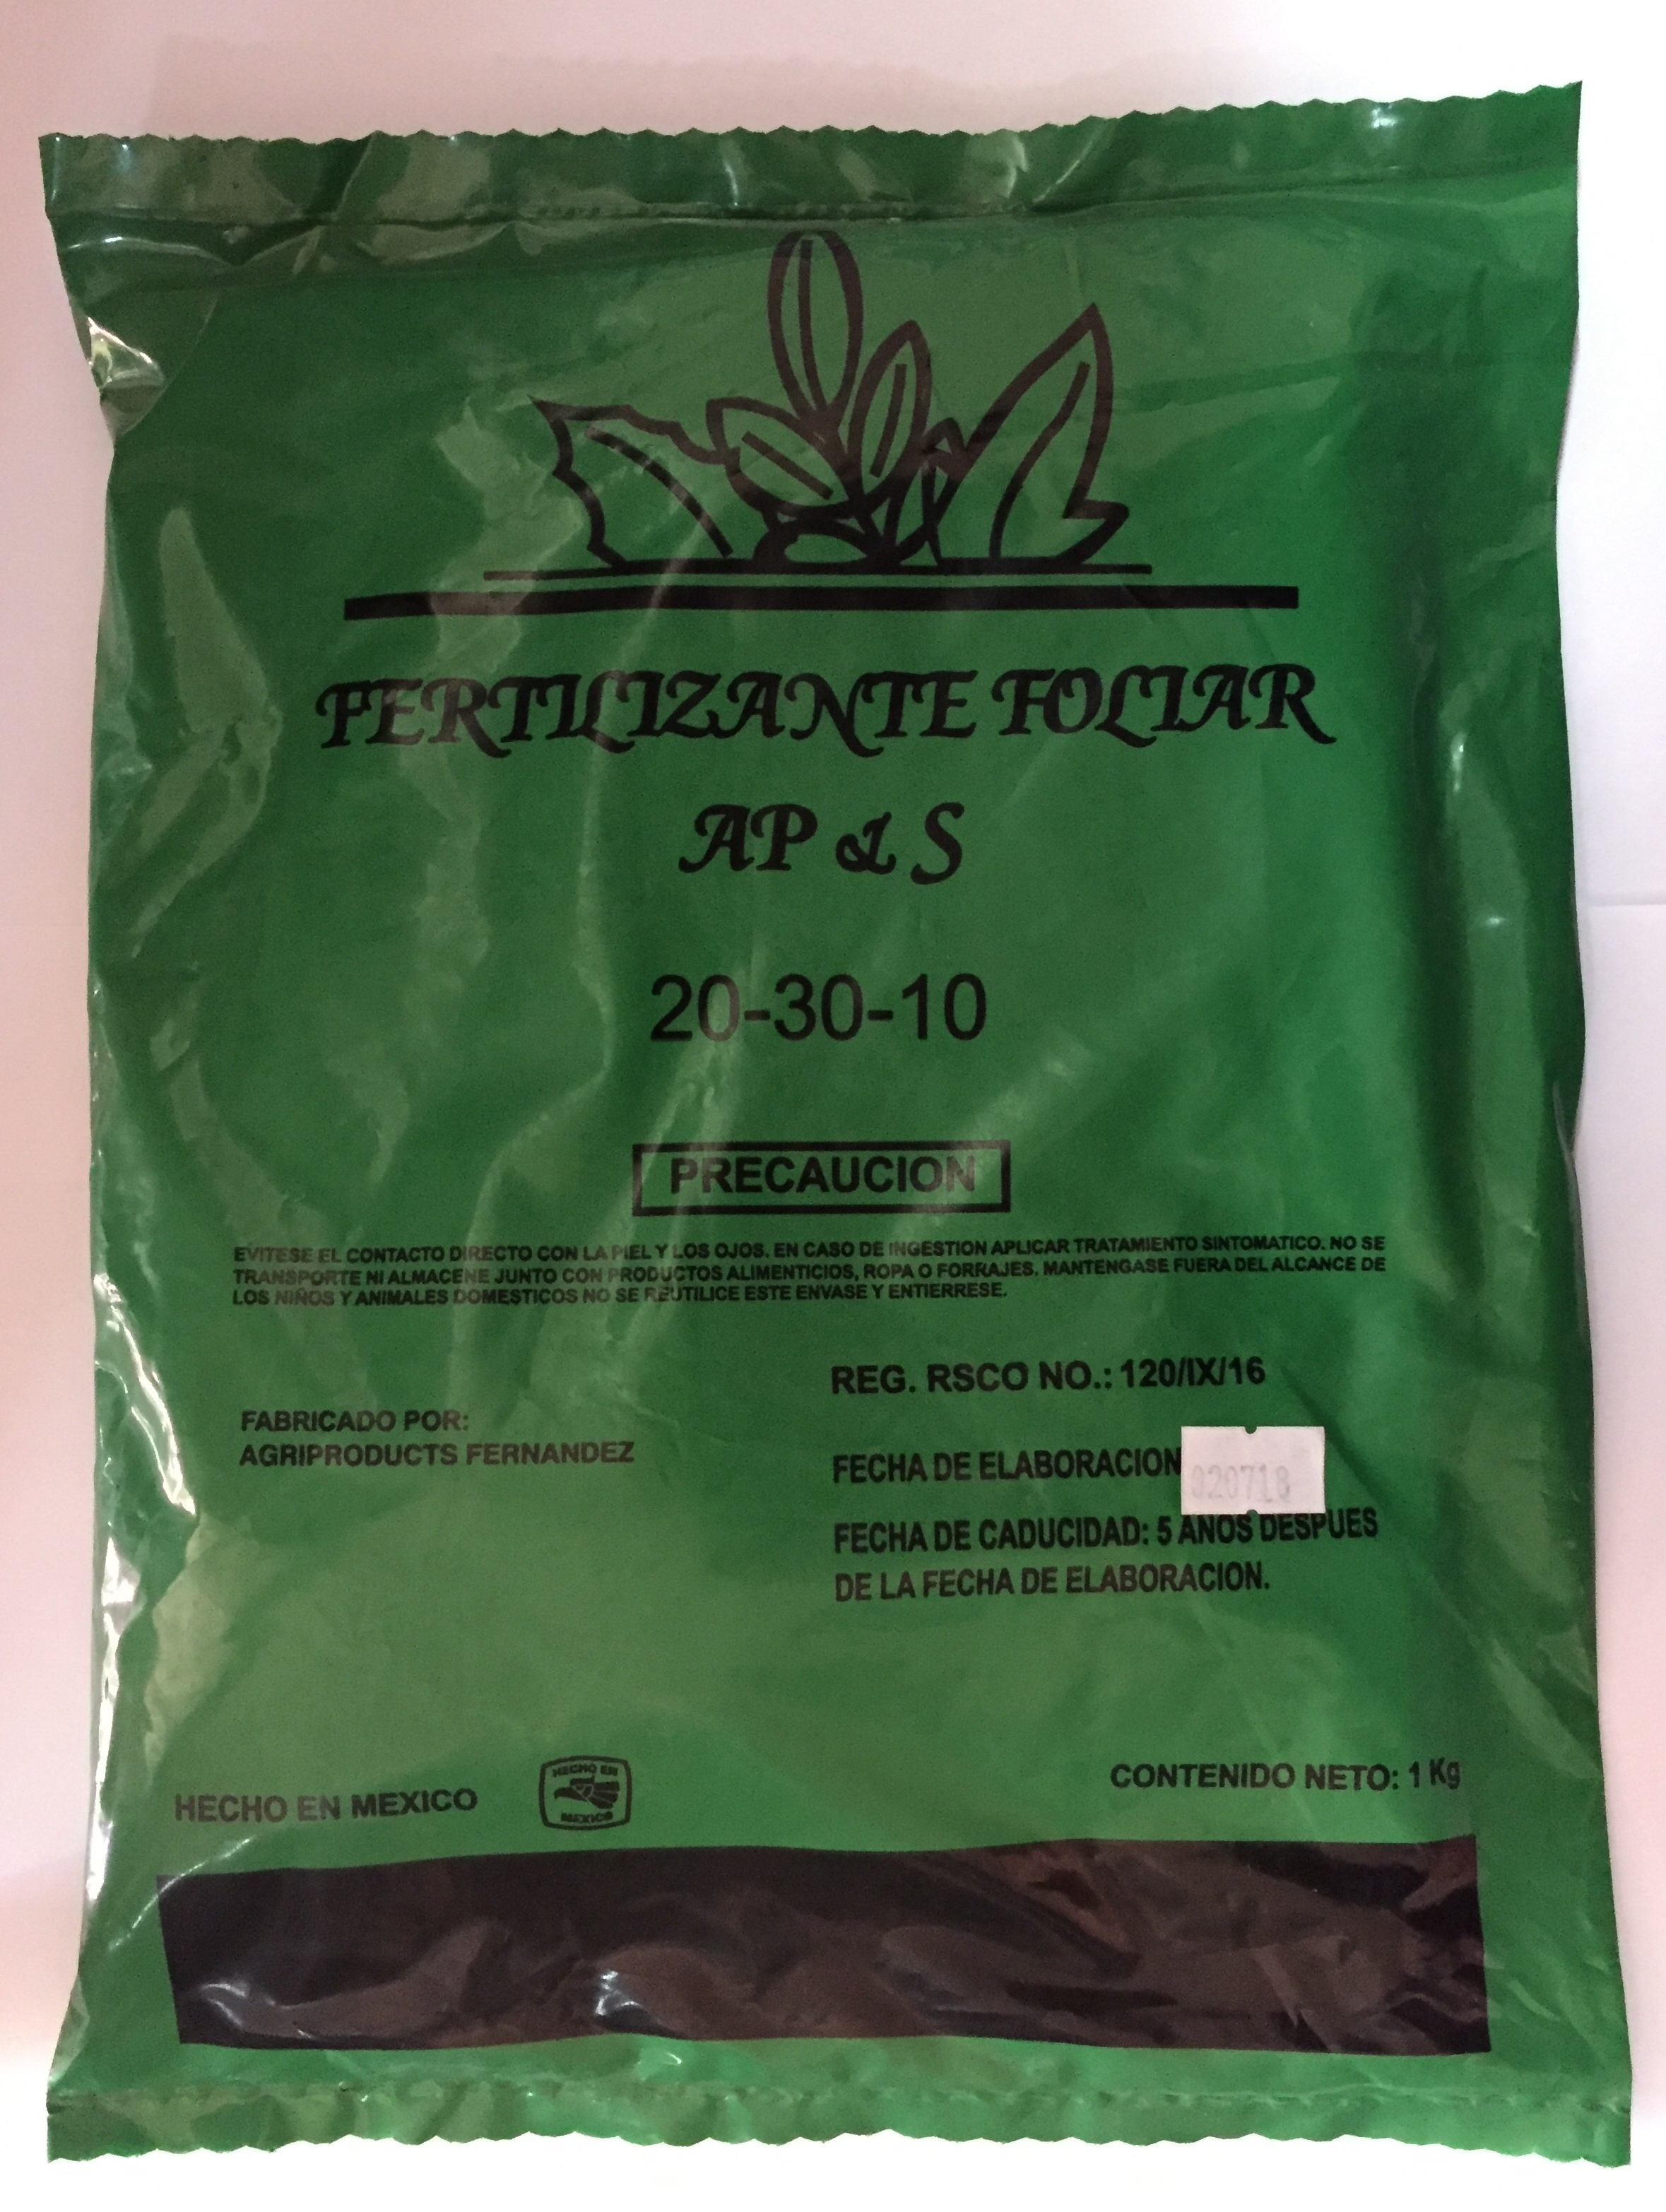 FERTILIZANTE FOLIAR
AP & S
20-30-10
PRECAUCION
EVITESE EL CONTACTO DIRECTO CON LA PIEL Y LOS OJOS. EN CASO DE INGESTION APLICAR TRATAMIENTO SINTOMATICO. NO SE
TRANSPORTE NI ALMACENE JUNTO CON PRODUCTOS ALIMENTICIOS, ROPA O FORRAJES. MANTENGASE FUERA DEL ALCANCE DE
LOS NIÑOS Y ANIMALES DOMESTICOS NO SE REUTILICE ESTE ENVASE Y ENTIERRESE.
REG. RSCO NO.: 120/IX/16
FABRICADO POR:
AGRIPRODUCTS FERNANDEZ
FECHA DE ELABORACION
020718
FECHA DE CADUCIDAD: 5 AÑOS DESPUES
DE LA FECHA DE ELABORACION.
HECHO EN MEXICO
HECHO EN
MEXICO
CONTENIDO NETO: 1 Kg